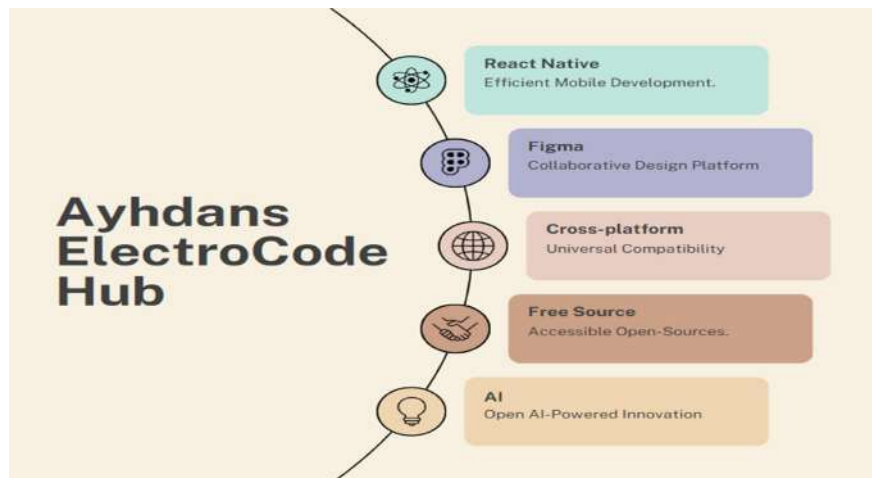 Ayhdans
ElectroCode
Hub
React Native
Efficient Mobile Development.
Figma
Collaborative Design Platform
Cross-platform
Universal Compatibility
Free Source
Accessible Open-Sources.
AI
Open AI-Powered Innovation